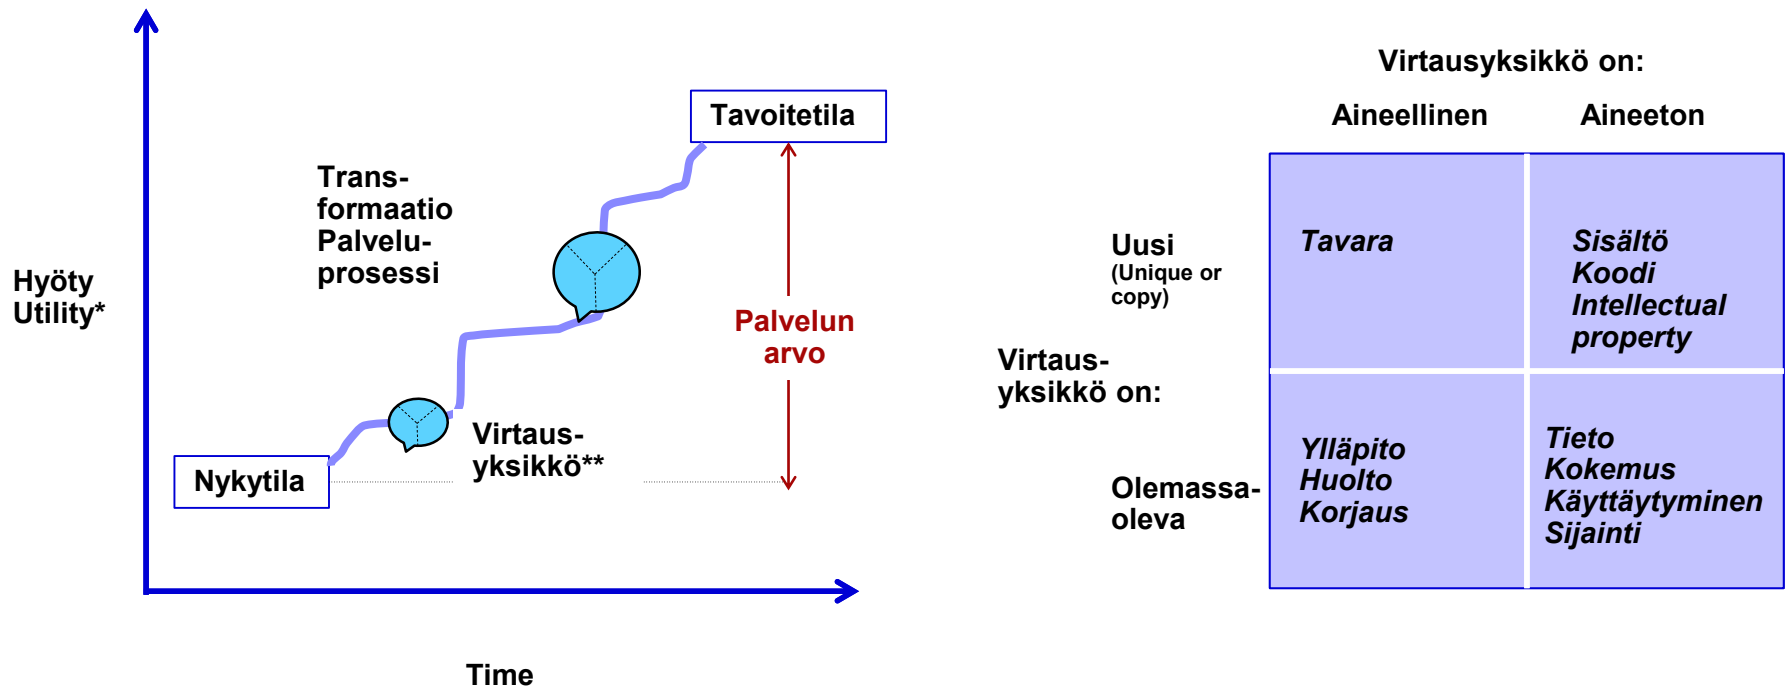 Hyöty
Utility*
Tavoitetila
Trans-
formaatio
Palvelu-
prosessi
Palvelun
arvo
Virtaus-
yksikkö**
Nykytila
Time
Virtausyksikkö on:
Aineellinen
Aineeton
Virtaus-
yksikkö on:
Uusi
(Unique or
copy)
Tavara
Sisältö
Koodi
Intellectual
property
Olemassa-
oleva
Ylläpito
Huolto
Korjaus
Tieto
Kokemus
Käyttäytyminen
Sijainti